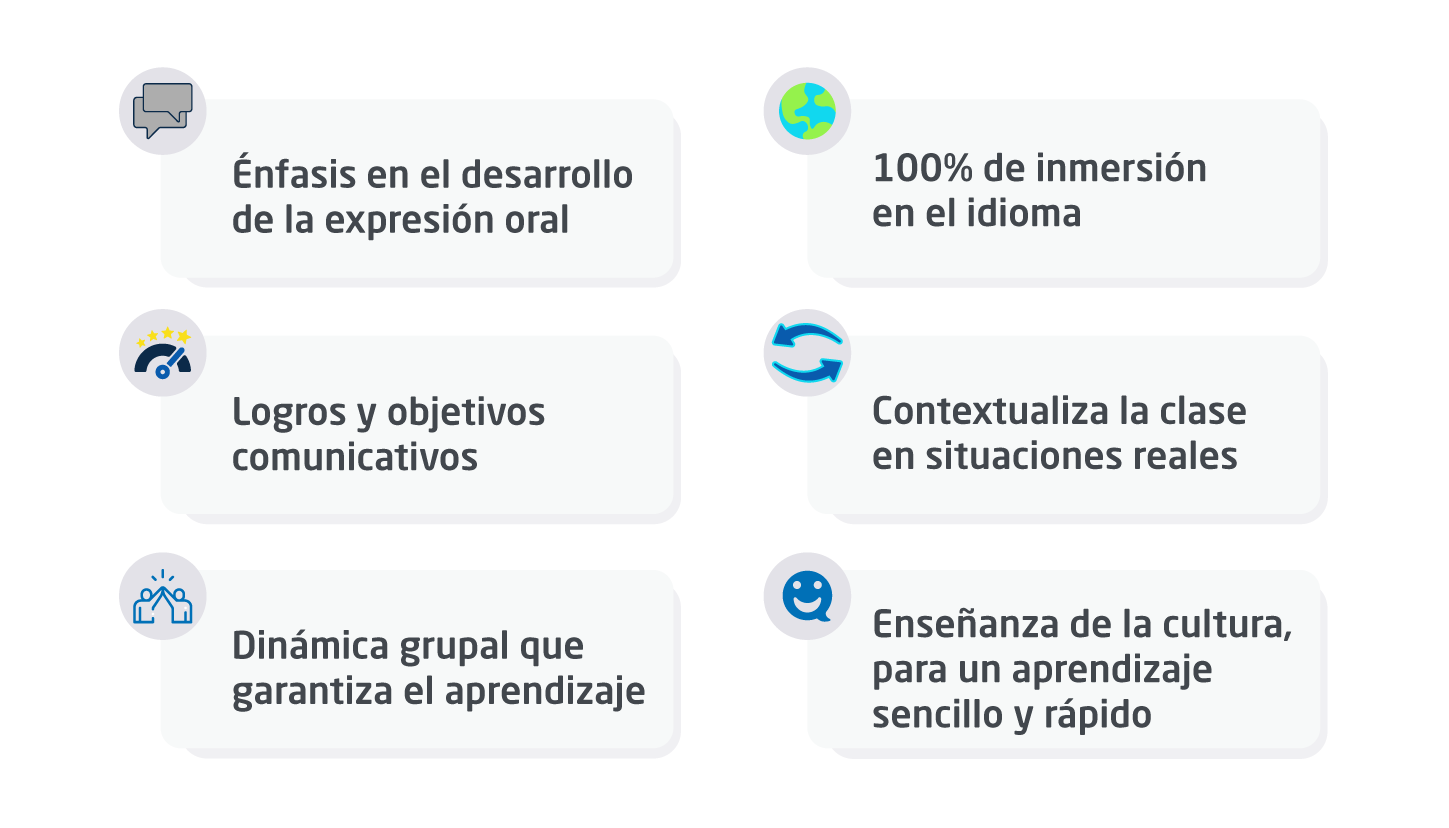 Énfasis en el desarrollo
de la expresión oral
100% de inmersión
en el idioma
Logros y objetivos
comunicativos
Contextualiza la clase
en situaciones reales
Dinámica grupal que
garantiza el aprendizaje
Enseñanza de la cultura,
para un aprendizaje
sencillo y rápido